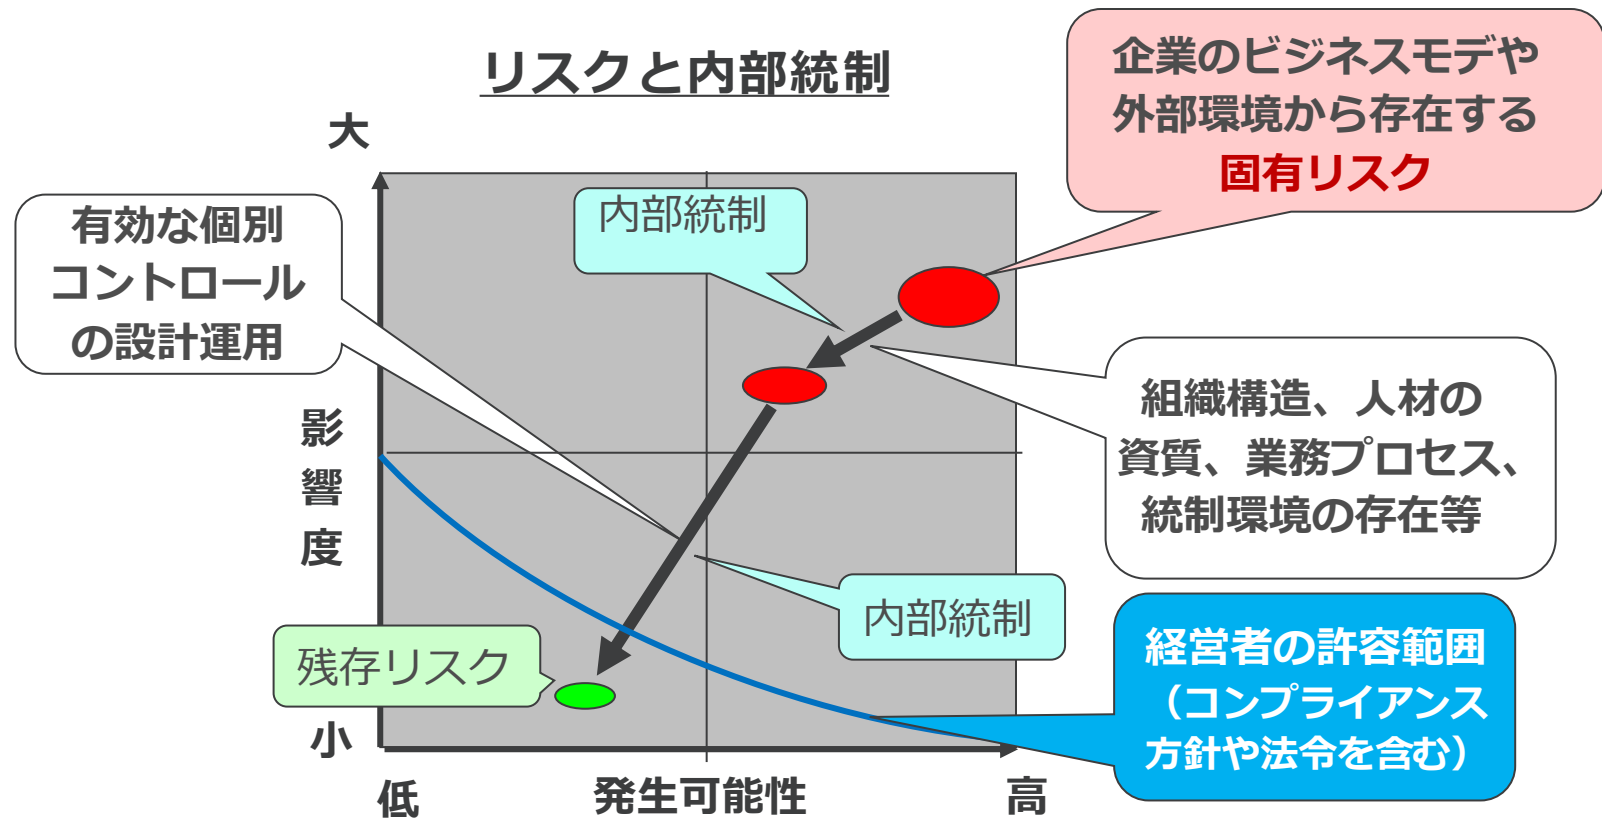 リスクと内部統制
企業のビジネスモデや
外部環境から存在する
固有リスク
大
有効な個別
コントロール
の設計運用
内部統制
組織構造、人材の
資質、業務プロセス、
統制環境の存在等
影
響
度
内部統制
残存リスク
経営者の許容範囲
（コンプライアンス
方針や法令を含む）
小
低
発生可能性
高